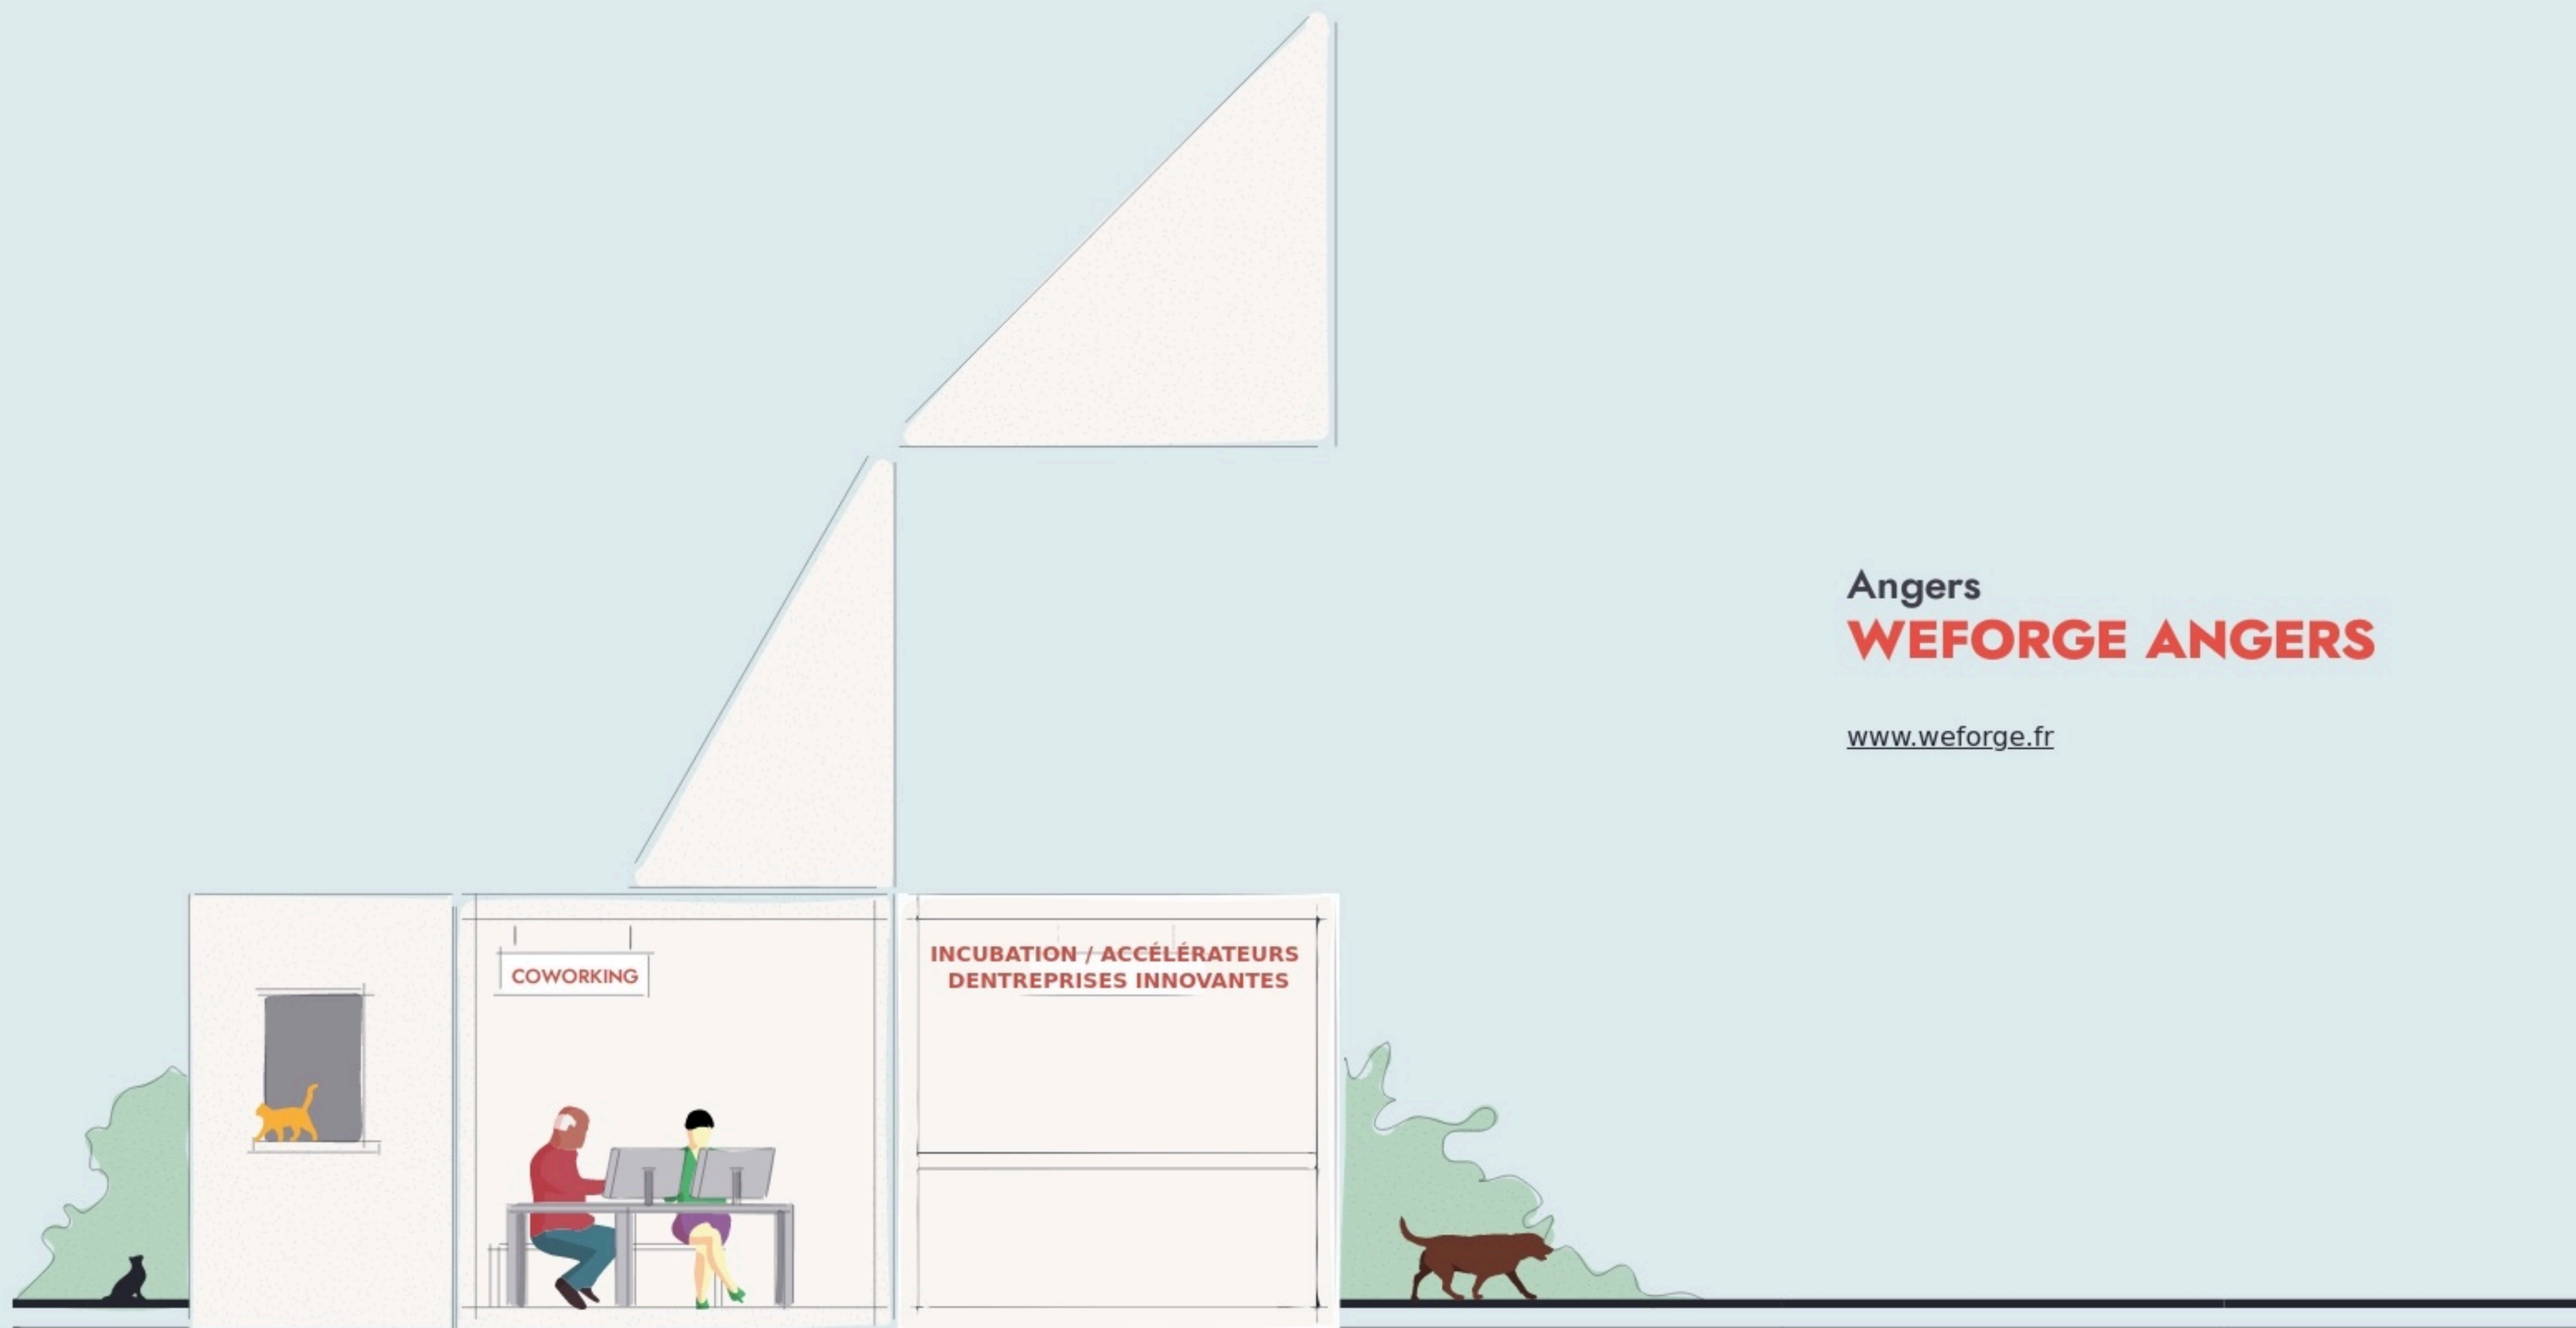 Angers
WEFORGE ANGERS
www.weforge.fr
COWORKING
INCUBATION / ACCÉLÉRATEURS
DENTREPRISES INNOVANTES